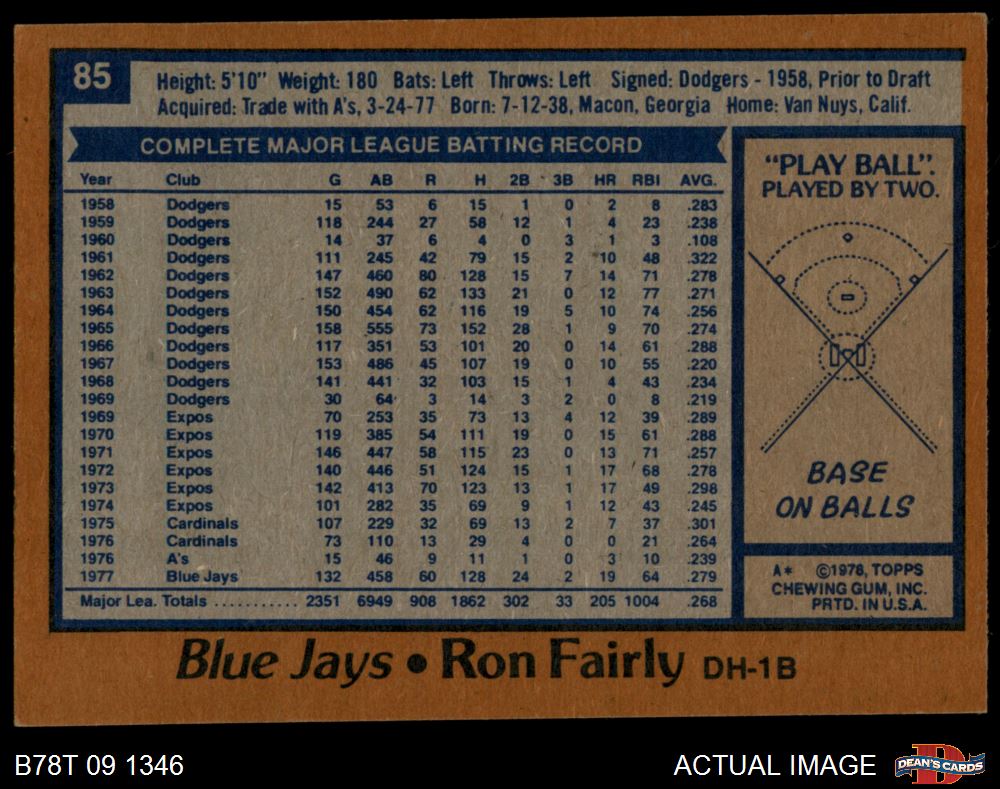 85
Height: 5'10" Weight: 180 Bats: Left Throws: Left Signed: Dodgers - 1958, Prior to Draft
Acquired: Trade with A's, 3-24-77 Born: 7-12-38, Macon, Georgia Home: Van Nuys, Calif.
COMPLETE MAJOR LEAGUE BATTING RECORD
Year Club G AB R H 2B 3B HR RBI AVG.
1958 Dodgers 15 53 6 15 1 0 2 8 .283
1959 Dodgers 118 244 27 58 12 1 4 23 .238
1960 Dodgers 14 37 6 4 0 3 1 3 .108
1961 Dodgers 111 245 42 79 15 2 10 48 .322
1962 Dodgers 147 460 80 128 15 7 14 71 .278
1963 Dodgers 152 490 62 133 21 0 12 77 .271
1964 Dodgers 150 454 62 116 19 5 10 74 .256
1965 Dodgers 158 555 73 152 28 1 9 70 .274
1966 Dodgers 117 351 53 101 20 0 14 61 .288
1967 Dodgers 153 486 45 107 19 0 10 55 .220
1968 Dodgers 141 441 32 103 15 1 4 43 .234
1969 Dodgers 30 64 3 14 3 2 0 8 .219
1969 Expos 70 253 35 73 13 4 12 39 .289
1970 Expos 119 385 54 111 19 0 15 61 .288
1971 Expos 146 447 58 115 23 0 13 71 .257
1972 Expos 140 446 51 124 15 1 17 68 .278
1973 Expos 142 413 70 123 13 1 17 49 .298
1974 Expos 101 282 35 69 9 1 12 43 .245
1975 Cardinals 107 229 32 69 13 2 7 37 .301
1976 Cardinals 73 110 13 29 4 0 0 21 .264
1976 A's 15 46 9 11 1 0 3 10 .239
1977 Blue Jays 132 458 60 128 24 2 19 64 .279
Major Lea. Totals ........... 2351 6949 908 1862 302 33 205 1004 .268
"PLAY BALL".
PLAYED BY TWO.
BASE
ON BALLS
A* ©1978, TOPPS
CHEWING GUM, INC.
PRTD. IN U.S.A.
Blue Jays • Ron Fairly DH-1B
B78T 09 1346
ACTUAL IMAGE
D
DEAN'S CARDS